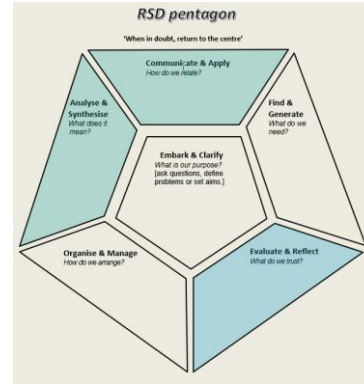 RSD pentagon
'When in doubt, return to the centre'
Communicate & Apply
How do we relate?
Analyse &
Synthesise
What does it
mean?
Find &
Generate
What do we
need?
Embark & Clarify
What is our purpose?
[ask questions, define
problems or set aims.]
Organise & Manage
How do we arrange?
Evaluate & Reflect
What do we trust?